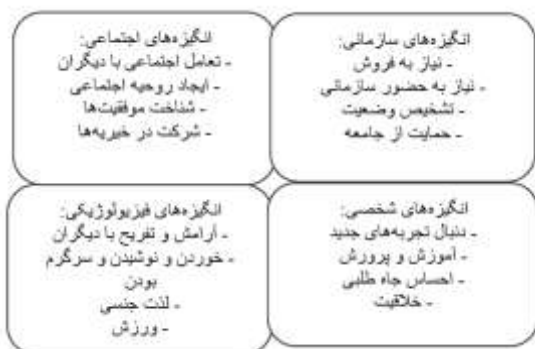 انگیزه‌های سازمانی:
- نیاز به فروش
- نیاز به حضور سازمانی
- تشخیص وضعیت
- حمایت از جامعه
انگیزه‌های اجتماعی:
- تعامل اجتماعی با دیگران
- ایجاد روحیه اجتماعی
- شناخت موفقیت‌ها
- شرکت در خیریه‌ها
انگیزه‌های شخصی:
- دنبال تجربه‌های جدید
- آموزش و پرورش
- احساس جاه طلبی
- خلاقیت
انگیزه‌های فیزیولوژیکی:
- آرامش و تفریح با دیگران
- خوردن و نوشیدن و سرگرم
بودن
- لذت جنسی
- ورزش